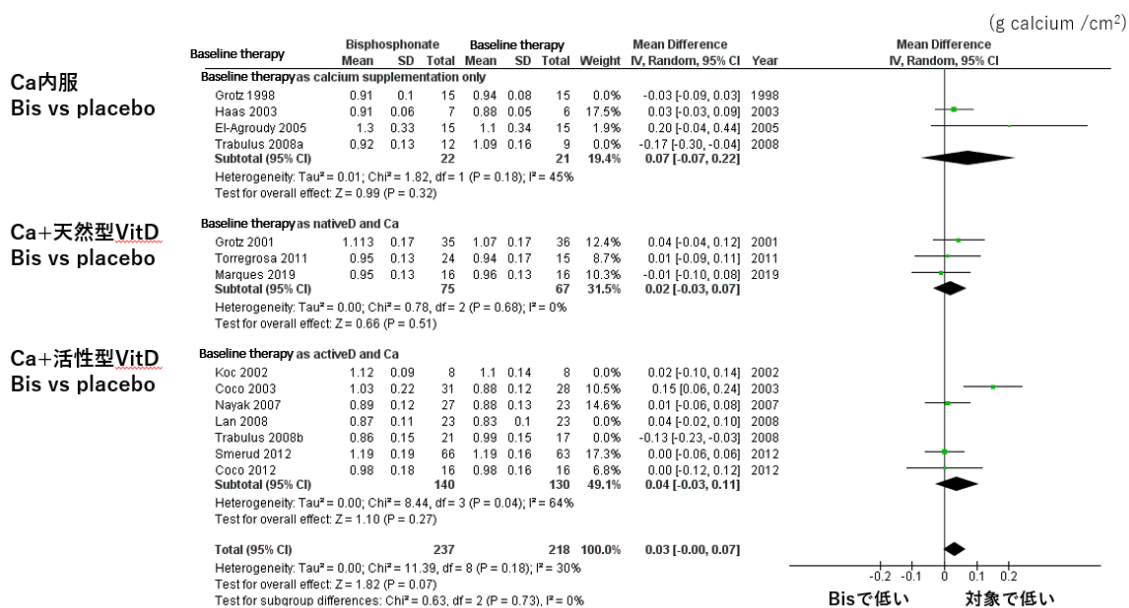 (g calcium /cm²)
Bisphosphonate Baseline therapy Mean Difference Mean Difference
Baseline therapy Mean SD Total Mean SD Total Weight IV, Random, 95% CI Year IV, Random, 95% CI
Ca内服
Bis vs placebo
Baseline therapy as calcium supplementation only
Grotz 1998 0.91 0.1 15 0.94 0.08 15 0.0% -0.03 [-0.09, 0.03] 1998
Haas 2003 0.91 0.06 7 0.88 0.05 6 17.5% 0.03 [-0.03, 0.09] 2003
El-Agroudy 2005 1.3 0.33 15 1.1 0.34 15 1.9% 0.20 [-0.04, 0.44] 2005
Trabulus 2008a 0.92 0.13 12 1.09 0.16 9 0.0% -0.17 [-0.30, -0.04] 2008
Subtotal (95% CI) 22 21 19.4% 0.07 [-0.07, 0.22]
Heterogeneity: Tau² = 0.01; Chi² = 1.82, df = 1 (P = 0.18); I² = 45%
Test for overall effect: Z = 0.99 (P = 0.32)
Ca+天然型VitD
Bis vs placebo
Baseline therapy as nativeD and Ca
Grotz 2001 1.113 0.17 35 1.07 0.17 36 12.4% 0.04 [-0.04, 0.12] 2001
Torregrosa 2011 0.95 0.13 24 0.94 0.17 15 8.7% 0.01 [-0.09, 0.11] 2011
Marques 2019 0.95 0.13 16 0.96 0.13 16 10.3% -0.01 [-0.10, 0.08] 2019
Subtotal (95% CI) 75 67 31.5% 0.02 [-0.03, 0.07]
Heterogeneity: Tau² = 0.00; Chi² = 0.78, df = 2 (P = 0.68); I² = 0%
Test for overall effect: Z = 0.66 (P = 0.51)
Ca+活性型VitD
Bis vs placebo
Baseline therapy as activeD and Ca
Koc 2002 1.12 0.09 8 1.1 0.14 8 0.0% 0.02 [-0.10, 0.14] 2002
Coco 2003 1.03 0.22 31 0.88 0.12 28 10.5% 0.15 [0.06, 0.24] 2003
Nayak 2007 0.89 0.12 27 0.88 0.13 23 14.6% 0.01 [-0.06, 0.08] 2007
Lan 2008 0.87 0.11 23 0.83 0.1 23 0.0% 0.04 [-0.02, 0.10] 2008
Trabulus 2008b 0.86 0.15 21 0.99 0.15 17 0.0% -0.13 [-0.23, -0.03] 2008
Smerud 2012 1.19 0.19 66 1.19 0.16 63 17.3% 0.00 [-0.06, 0.06] 2012
Coco 2012 0.98 0.18 16 0.98 0.16 16 6.8% 0.00 [-0.12, 0.12] 2012
Subtotal (95% CI) 140 130 49.1% 0.04 [-0.03, 0.11]
Heterogeneity: Tau² = 0.00; Chi² = 8.44, df = 3 (P = 0.04); I² = 64%
Test for overall effect: Z = 1.10 (P = 0.27)
Total (95% CI) 237 218 100.0% 0.03 [-0.00, 0.07]
Heterogeneity: Tau² = 0.00; Chi² = 11.39, df = 8 (P = 0.18); I² = 30%
Test for overall effect: Z = 1.82 (P = 0.07)
Test for subgroup differences: Chi² = 0.63, df = 2 (P = 0.73), I² = 0%
-0.2 -0.1 0 0.1 0.2
Bisで低い 対象で低い